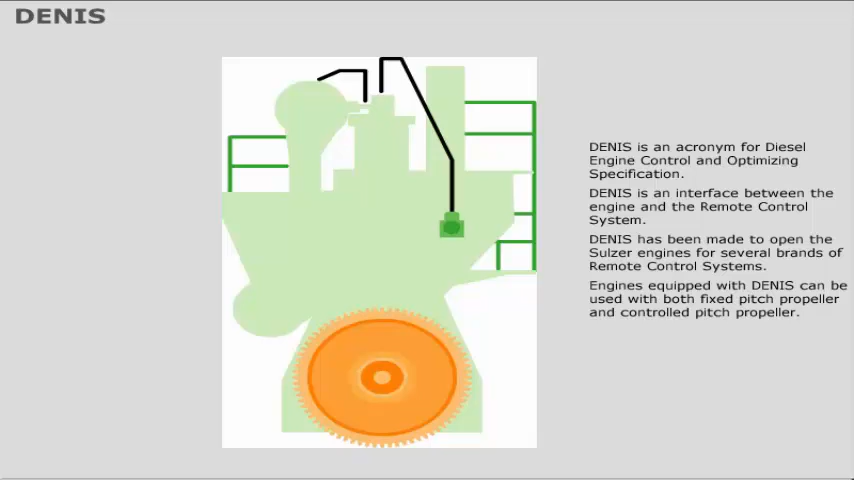 DENIS
DENIS is an acronym for Diesel
Engine Control and Optimizing
Specification.
DENIS is an interface between the
engine and the Remote Control
System.
DENIS has been made to open the
Sulzer engines for several brands of
Remote Control Systems.
Engines equipped with DENIS can be
used with both fixed pitch propeller
and controlled pitch propeller.